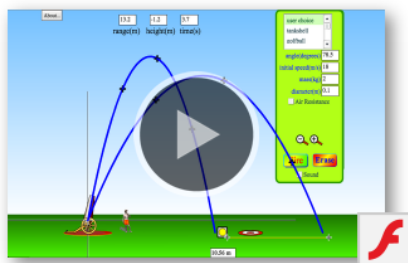 About...
13.2 -1.2 3.7
range(m) height(m) time(s)
user choice
tankshell
golfball
angle(degrees) 78.5
initial speed(m/s) 18
mass(kg) 2
diameter(m) 0.1
Air Resistance
Fire Erase
Sound
10.56 m